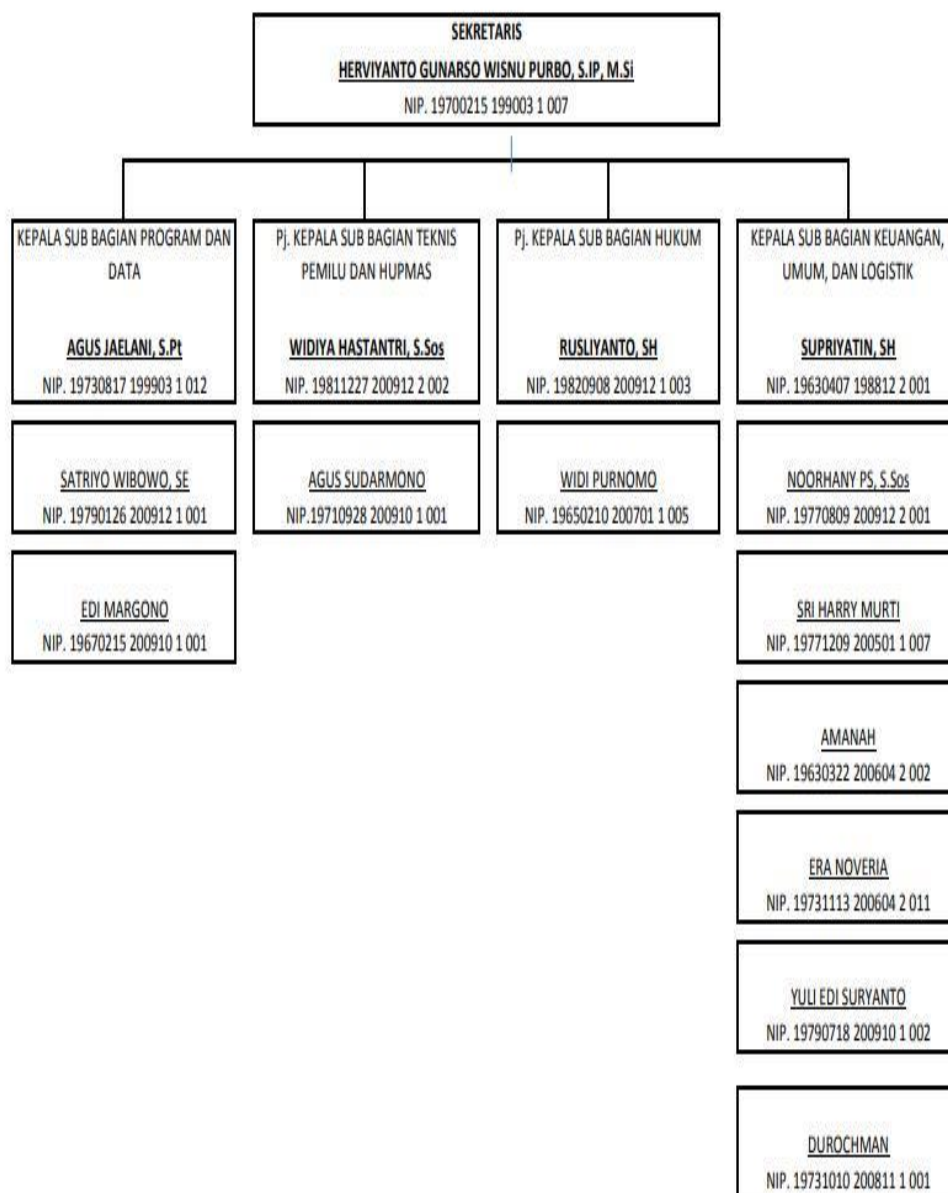 SEKRETARIS
HERVIYANTO GUNARSO WISNU PURBO, S.IP, M.Si
NIP. 19700215 199003 1 007
KEPALA SUB BAGIAN PROGRAM DAN
DATA
AGUS JAELANI, S.Pt
NIP. 19730817 199903 1 012
Pj. KEPALA SUB BAGIAN TEKNIS
PEMILU DAN HUPMAS
WIDIYA HASTANTRI, S.Sos
NIP. 19811227 200912 2 002
Pj. KEPALA SUB BAGIAN HUKUM
RUSLIYANTO, SH
NIP. 19820908 200912 1 003
KEPALA SUB BAGIAN KEUANGAN,
UMUM, DAN LOGISTIK
SUPRIYATIN, SH
NIP. 19630407 198812 2 001
SATRIYO WIBOWO, SE
NIP. 19790126 200912 1 001
AGUS SUDARMONO
NIP.19710928 200910 1 001
WIDI PURNOMO
NIP. 19650210 200701 1 005
NOORHANY PS, S.Sos
NIP. 19770809 200912 2 001
EDI MARGONO
NIP. 19670215 200910 1 001
SRI HARRY MURTI
NIP. 19771209 200501 1 007
AMANAH
NIP. 19630322 200604 2 002
ERA NOVERIA
NIP. 19731113 200604 2 011
YULI EDI SURYANTO
NIP. 19790718 200910 1 002
DUROCHMAN
NIP. 19731010 200811 1 001